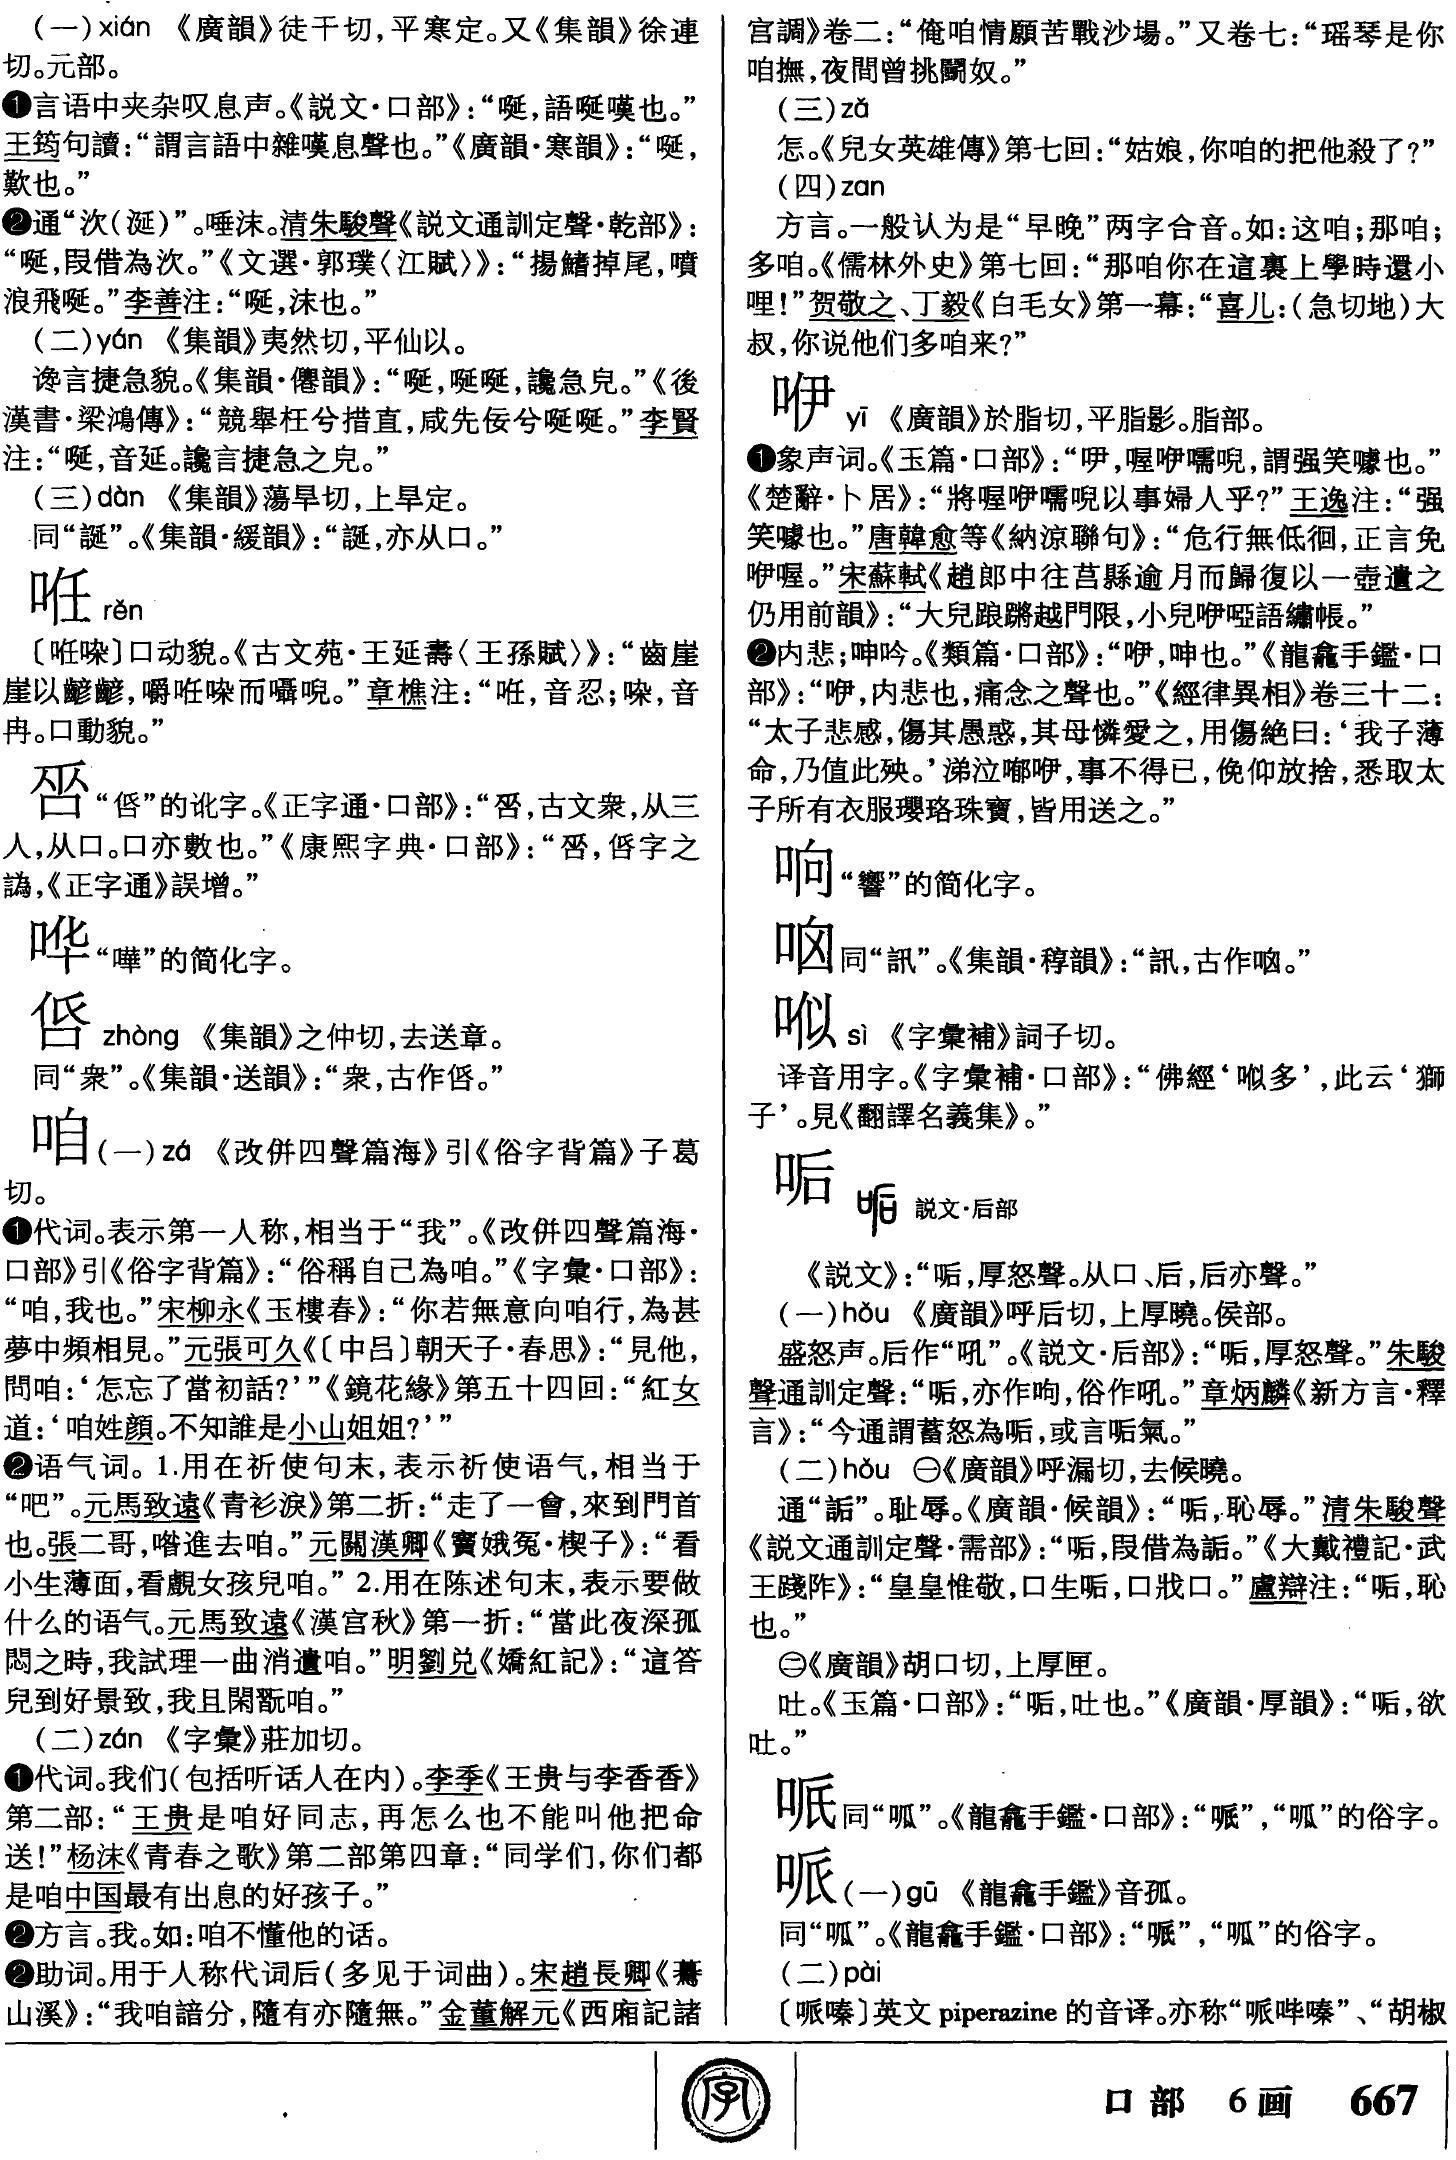 (一)xián 《廣韻》徒干切，平寒定。又《集韻》徐連
切。元部。
❶言语中夹杂叹息声。《説文·口部》：“唌，語唌嘆也。”
王筠句讀：“謂言語中雜嘆息聲也。”《廣韻·寒韻》：“唌，
歎也。”
❷通“㳄(涎)”。唾沫。清朱駿聲《説文通訓定聲·乾部》：
“唌，叚借為㳄。”《文選·郭璞〈江賦〉》：“揚鰭掉尾，噴
浪飛唌。”李善注：“唌，沫也。”
(二)yán 《集韻》夷然切，平仙以。
谗言捷急貌。《集韻·僊韻》：“唌，唌唌，讒急皃。”《後
漢書·梁鴻傳》：“競舉枉兮措直，咸先佞兮唌唌。”李賢
注：“唌，音延。讒言捷急之皃。”
(三)dàn 《集韻》蕩旱切，上旱定。
同“誕”。《集韻·緩韻》：“誕，亦从口。”
㖏 rěn
〔㖏㖆〕口动貌。《古文苑·王延壽〈王孫賦〉》：“齒崖
崖以齴齴，嚼㖏㖆而囁唲。”章樵注：“㖏，音忍；㖆，音
冉。口動貌。”
㕫“𠱧”的讹字。《正字通·口部》：“㕫，古文衆，从三
人，从口。口亦數也。”《康熙字典·口部》：“㕫，𠱧字之
譌，《正字通》誤增。”
哗“嘩”的简化字。
𠱧 zhòng 《集韻》之仲切，去送章。
同“衆”。《集韻·送韻》：“衆，古作𠱧。”
咱(一)zá 《改併四聲篇海》引《俗字背篇》子葛
切。
❶代词。表示第一人称，相当于“我”。《改併四聲篇海·
口部》引《俗字背篇》：“俗稱自己為咱。”《字彙·口部》：
“咱，我也。”宋柳永《玉樓春》：“你若無意向咱行，為甚
夢中頻相見。”元張可久《〔中吕〕朝天子·春思》：“見他，
問咱：‘怎忘了當初話？’”《鏡花緣》第五十四回：“紅女
道：‘咱姓顔。不知誰是小山姐姐？’”
❷语气词。1.用在祈使句末，表示祈使语气，相当于
“吧”。元馬致遠《青衫淚》第二折：“走了一會，來到門首
也。張二哥，喒進去咱。”元關漢卿《竇娥冤·楔子》：“看
小生薄面，看覷女孩兒咱。”2.用在陈述句末，表示要做
什么的语气。元馬致遠《漢宫秋》第一折：“當此夜深孤
悶之時，我試理一曲消遣咱。”明劉兑《嬌紅記》：“這答
兒到好景致，我且閑翫咱。”
(二)zán 《字彙》莊加切。
❶代词。我们(包括听话人在内)。李季《王贵与李香香》
第二部：“王贵是咱好同志，再怎么也不能叫他把命
送！”杨沫《青春之歌》第二部第四章：“同学们，你们都
是咱中国最有出息的好孩子。”
❷方言。我。如：咱不懂他的话。
❷助词。用于人称代词后(多见于词曲)。宋趙長卿《驀
山溪》：“我咱諳分，隨有亦隨無。”金董解元《西廂記諸
宫調》卷二：“俺咱情願苦戰沙場。”又卷七：“瑶琴是你
咱撫，夜間曾挑鬭奴。”
(三)zǎ
怎。《兒女英雄傳》第七回：“姑娘，你咱的把他殺了？”
(四)zan
方言。一般认为是“早晚”两字合音。如：这咱；那咱；
多咱。《儒林外史》第七回：“那咱你在這裏上學時還小
哩！”贺敬之、丁毅《白毛女》第一幕：“喜儿：(急切地)大
叔，你说他们多咱来？”
咿 yī 《廣韻》於脂切，平脂影。脂部。
❶象声词。《玉篇·口部》：“咿，喔咿嚅唲，謂强笑噱也。”
《楚辭·卜居》：“將喔咿嚅唲以事婦人乎？”王逸注：“强
笑噱也。”唐韓愈等《納涼聯句》：“危行無低徊，正言免
咿喔。”宋蘇軾《趙郎中往莒縣逾月而歸復以一壺遺之
仍用前韻》：“大兒踉蹡越門限，小兒咿啞語繡帳。”
❷内悲；呻吟。《類篇·口部》：“咿，呻也。”《龍龕手鑑·口
部》：“咿，内悲也，痛念之聲也。”《經律異相》卷三十二：
“太子悲感，傷其愚惑，其母憐愛之，用傷絶曰：‘我子薄
命，乃值此殃。’涕泣㗅咿，事不得已，俛仰放捨，悉取太
子所有衣服瓔珞珠寶，皆用送之。”
响“響”的简化字。
㕼同“訊”。《集韻·稕韻》：“訊，古作㕼。”
㕽 sì 《字彙補》詞子切。
译音用字。《字彙補·口部》：“佛經‘㕽多’，此云‘獅
子’。見《翻譯名義集》。”
㖃 説文·后部
《説文》：“㖃，厚怒聲。从口、后，后亦聲。”
(一)hǒu 《廣韻》呼后切，上厚曉。侯部。
盛怒声。后作“吼”。《説文·后部》：“㖃，厚怒聲。”朱駿
聲通訓定聲：“㖃，亦作呴，俗作吼。”章炳麟《新方言·釋
言》：“今通謂蓄怒為㖃，或言㖃氣。”
(二)hǒu ㊀《廣韻》呼漏切，去候曉。
通“詬”。耻辱。《廣韻·候韻》：“㖃，恥辱。”清朱駿聲
《説文通訓定聲·需部》：“㖃，叚借為詬。”《大戴禮記·武
王踐阼》：“皇皇惟敬，口生㖃，口戕口。”盧辯注：“㖃，恥
也。”
㊁《廣韻》胡口切，上厚匣。
吐。《玉篇·口部》：“㖃，吐也。”《廣韻·厚韻》：“㖃，欲
吐。”
同“呱”。《龍龕手鑑·口部》：“”，“呱”的俗字。
哌(一)gū 《龍龕手鑑》音孤。
同“呱”。《龍龕手鑑·口部》：“哌”，“呱”的俗字。
(二)pài
〔哌嗪〕英文 piperazine 的音译。亦称“哌哔嗪”、“胡椒
字
口部 6画 667